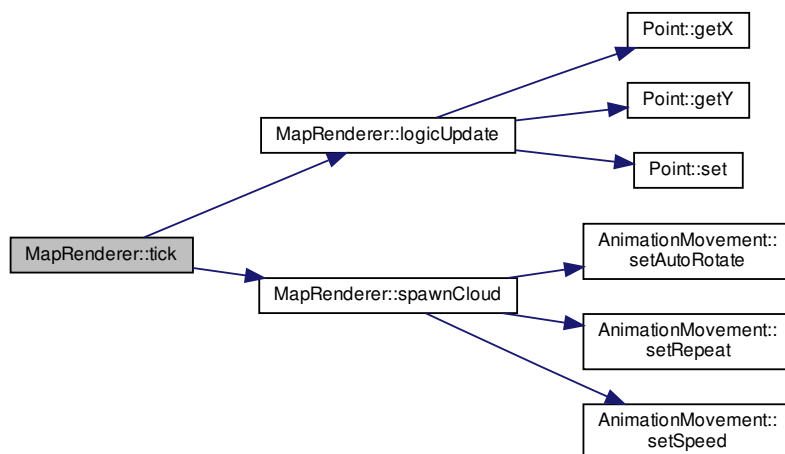 Point::getX
Point::getY
MapRenderer::logicUpdate
Point::set
MapRenderer::tick
AnimationMovement::
setAutoRotate
MapRenderer::spawnCloud
AnimationMovement::
setRepeat
AnimationMovement::
setSpeed